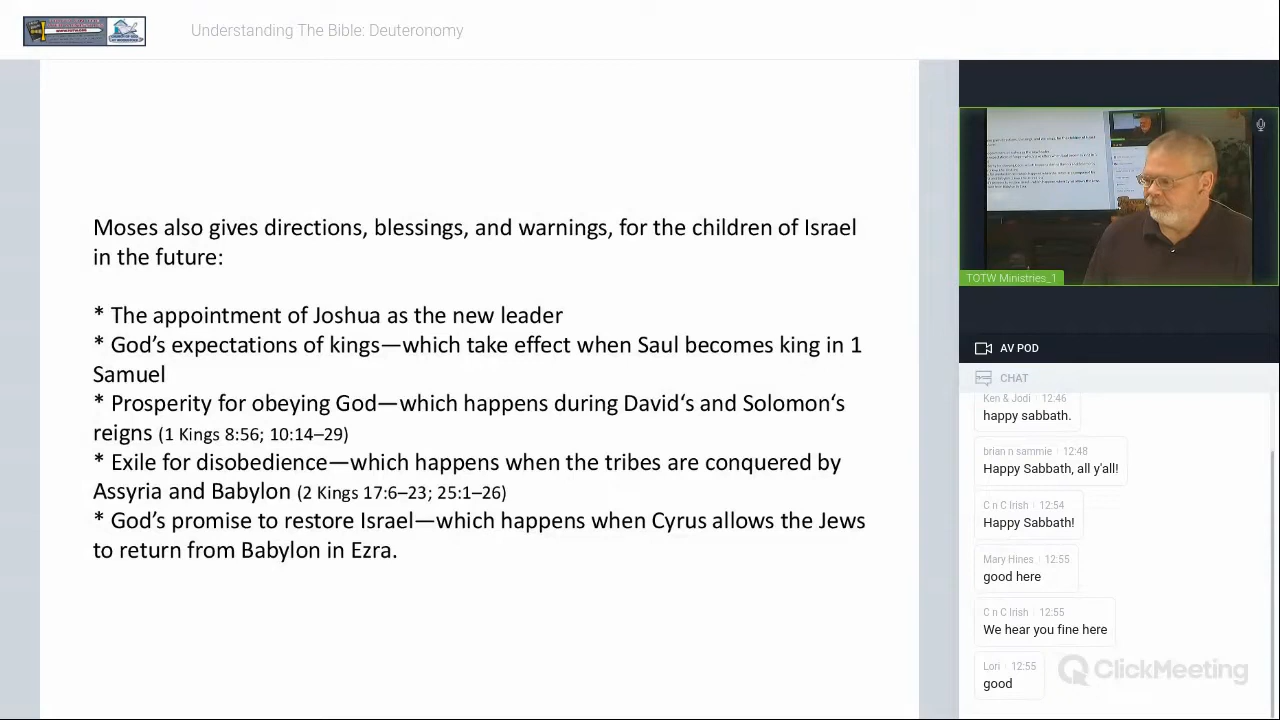 Understanding The Bible: Deuteronomy
Moses also gives directions, blessings, and warnings, for the children of Israel
in the future:
* The appointment of Joshua as the new leader
* God’s expectations of kings—which take effect when Saul becomes king in 1
Samuel
* Prosperity for obeying God—which happens during David‘s and Solomon‘s
reigns (1 Kings 8:56; 10:14–29)
* Exile for disobedience—which happens when the tribes are conquered by
Assyria and Babylon (2 Kings 17:6–23; 25:1–26)
* God’s promise to restore Israel—which happens when Cyrus allows the Jews
to return from Babylon in Ezra.
TOTW Ministries_1
AV POD
CHAT
Ken & Jodi 12:46
happy sabbath.
brian n sammie 12:48
Happy Sabbath, all y'all!
C n C Irish 12:54
Happy Sabbath!
Mary Hines 12:55
good here
C n C Irish 12:55
We hear you fine here
Lori 12:55
good
ClickMeeting